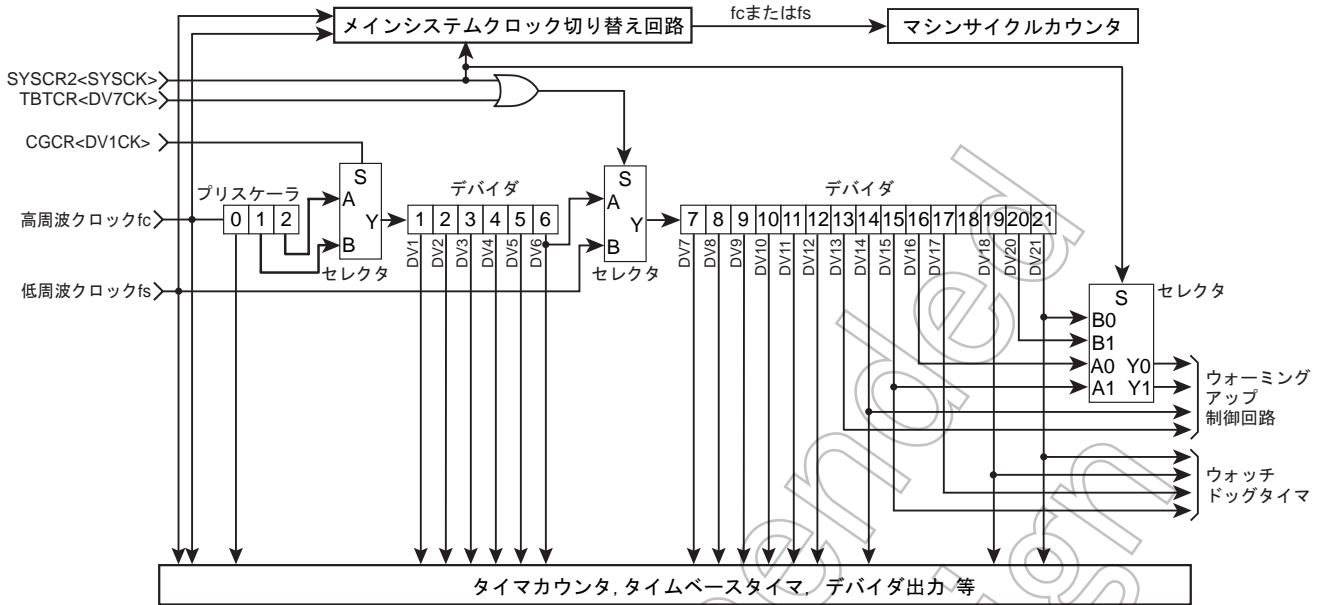 メインシステムクロック切り替え回路
fcまたはfs
マシンサイクルカウンタ
SYSCR2<SYSCK>
TBTCR<DV7CK>
CGCR<DV1CK>
S
A
Y
B
セレクタ
プリスケーラ
0 1 2
高周波クロックfc
低周波クロックfs
デバイダ
1 2 3 4 5 6
DV1 DV2 DV3 DV4 DV5 DV6
S
A
Y
B
セレクタ
デバイダ
7 8 9 10 11 12 13 14 15 16 17 18 19 20 21
DV7 DV8 DV9 DV10 DV11 DV12 DV13 DV14 DV15 DV16 DV17 DV18 DV20 DV21
S
セレクタ
B0
B1
A0 Y0
A1 Y1
ウォーミング
アップ
制御回路
ウォッチ
ドッグタイマ
タイマカウンタ, タイムベースタイマ, デバイダ出力 等
ended
ign